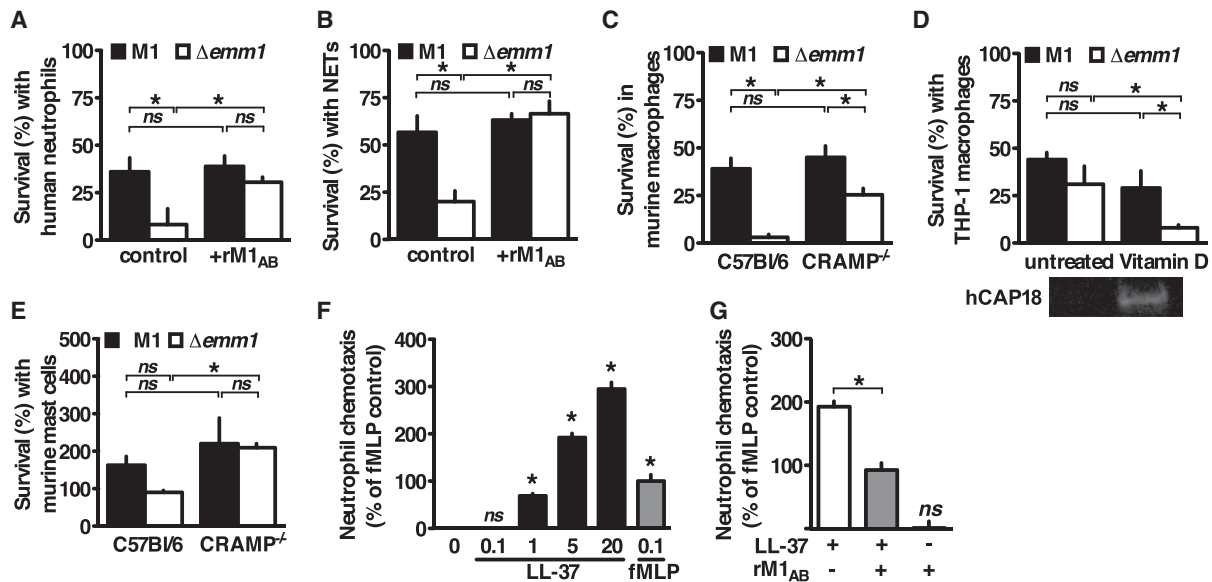 A
M1 Δemm1
Survival (%) with
human neutrophils
100
75
50
25
0
* *
ns ns
control +rM1AB
B
M1 Δemm1
Survival (%) with NETs
100
75
50
25
0
* *
ns ns
control +rM1AB
C
M1 Δemm1
Survival (%) in
murine macrophages
100
75
50
25
0
* *
ns *
C57Bl/6 CRAMP-/-
D
M1 Δemm1
Survival (%) with
THP-1 macrophages
100
75
50
25
0
ns *
ns *
untreated Vitamin D
hCAP18
E
M1 Δemm1
Survival (%) with
murine mast cells
500
400
300
200
100
0
ns *
ns ns
C57Bl/6 CRAMP-/-
F
Neutrophil chemotaxis
(% of fMLP control)
400
300
200
100
0
ns * * * *
0 0.1 1 5 20 0.1
LL-37 fMLP
G
Neutrophil chemotaxis
(% of fMLP control)
300
200
100
* ns
LL-37 + + -
rM1AB - + +